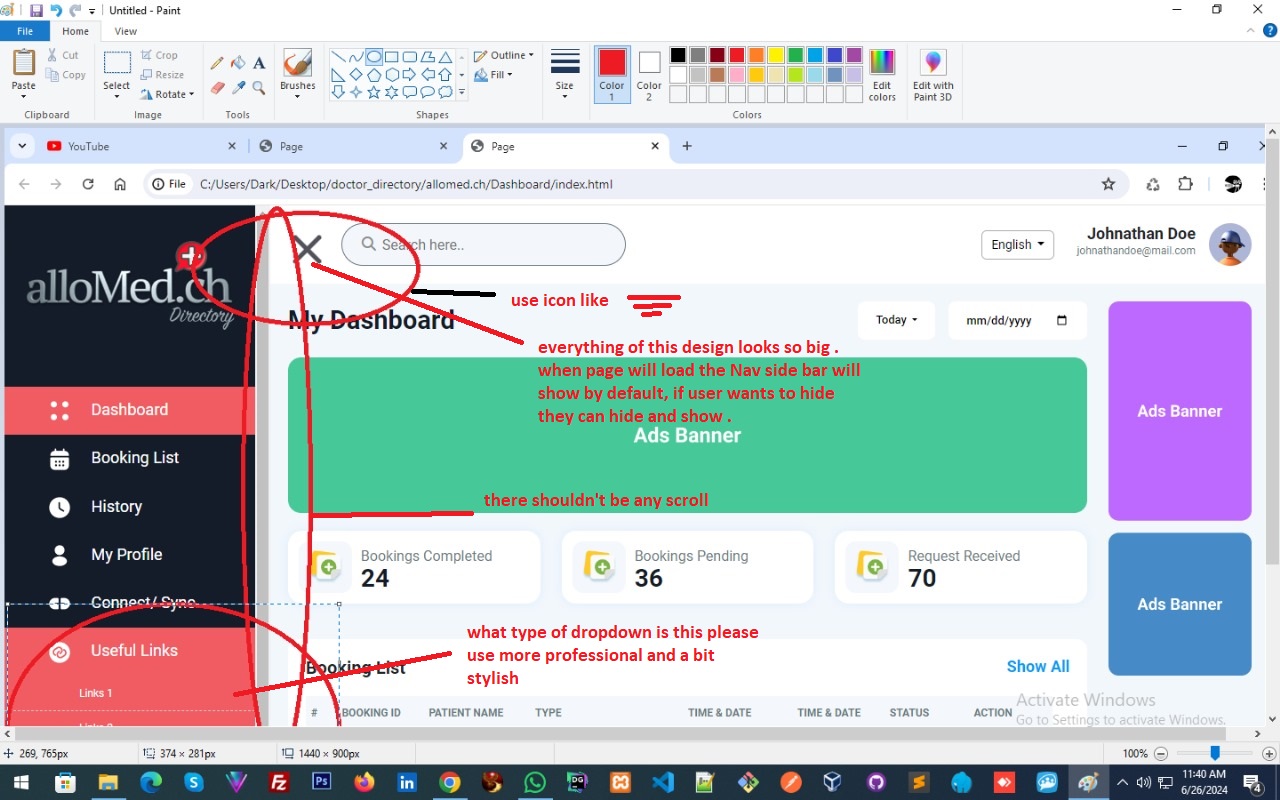 Untitled - Paint
File
Home
View
Paste
Cut
Copy
Clipboard
Select
Crop
Resize
Rotate
Image
Tools
Brushes
Shapes
Outline
Fill
Size
Color 1
Color 2
Colors
Edit colors
Edit with Paint 3D
YouTube
Page
Page
File
C:/Users/Dark/Desktop/doctor_directory/allomed.ch/Dashboard/index.html
alloMed.ch
Directory
Search here..
English
Johnathan Doe
johnathandoe@mail.com
use icon like
My Dashboard
Today
mm/dd/yyyy
everything of this design looks so big .
when page will load the Nav side bar will
show by default, if user wants to hide
they can hide and show .
Ads Banner
Ads Banner
Dashboard
Booking List
History
My Profile
Connect/ Sync
Useful Links
Links 1
there shouldn't be any scroll
Bookings Completed
24
Bookings Pending
36
Request Received
70
Ads Banner
what type of dropdown is this please
use more professional and a bit
stylish
Booking List
Show All
# BOOKING ID PATIENT NAME TYPE TIME & DATE TIME & DATE STATUS ACTION
Activate Windows
Go to Settings to activate Windows.
269, 765px
374 × 281px
1440 × 900px
100%
11:40 AM
6/26/2024
4